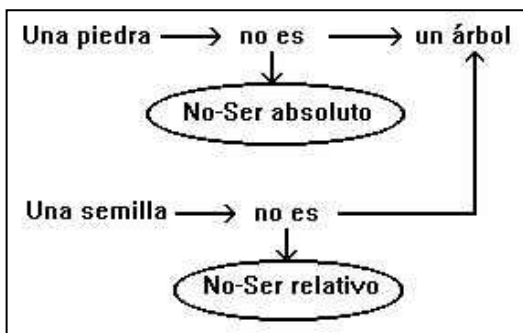 Una piedra no es un árbol
No-Ser absoluto
Una semilla no es
No-Ser relativo